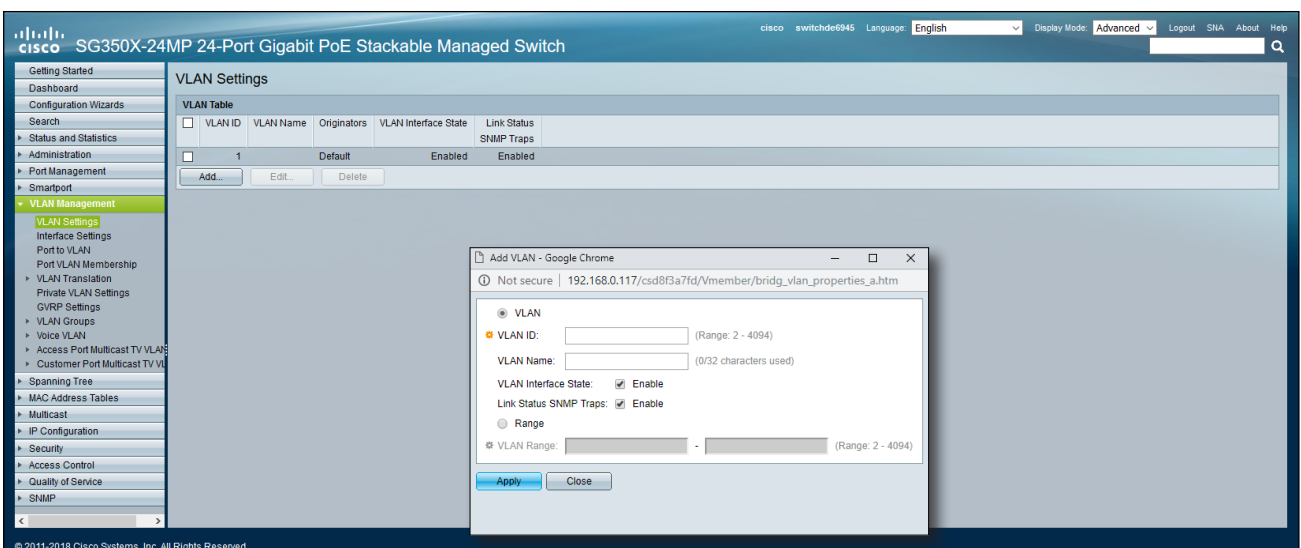 cisco switchde6945 Language: English Display Mode: Advanced Logout SNA About Help
CISCO SG350X-24MP 24-Port Gigabit PoE Stackable Managed Switch
Getting Started
Dashboard
Configuration Wizards
Search
Status and Statistics
Administration
Port Management
Smartport
VLAN Management
VLAN Settings
Interface Settings
Port to VLAN
Port VLAN Membership
VLAN Translation
Private VLAN Settings
GVRP Settings
VLAN Groups
Voice VLAN
Access Port Multicast TV VLAN
Customer Port Multicast TV VL
Spanning Tree
MAC Address Tables
Multicast
IP Configuration
Security
Access Control
Quality of Service
SNMP
VLAN Settings
VLAN Table
VLAN ID VLAN Name Originators VLAN Interface State Link Status
SNMP Traps
1 Default Enabled Enabled
Add... Edit... Delete
Add VLAN - Google Chrome
Not secure | 192.168.0.117/csd8f3a7fd/Vmember/bridg_vlan_properties_a.htm
VLAN
VLAN ID: (Range: 2 - 4094)
VLAN Name: (0/32 characters used)
VLAN Interface State: Enable
Link Status SNMP Traps: Enable
Range
VLAN Range: - (Range: 2 - 4094)
Apply Close
© 2011-2018 Cisco Systems, Inc. All Rights Reserved.